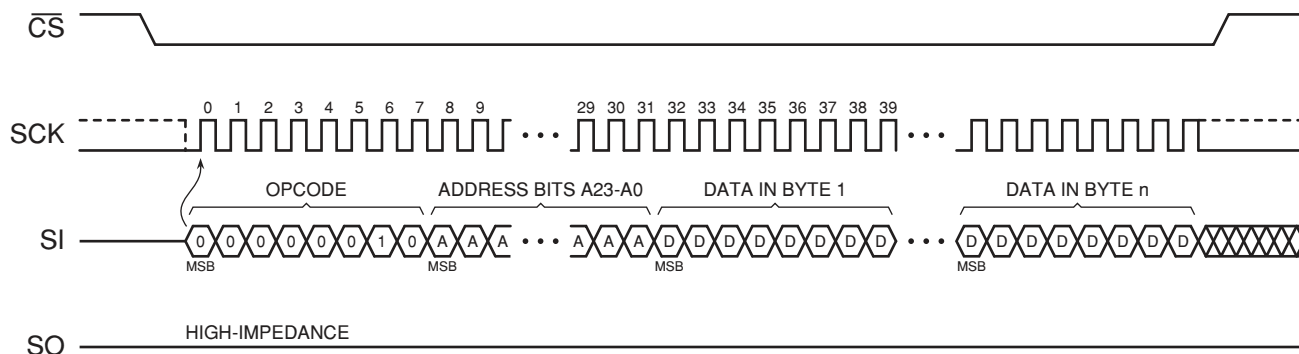 CS
0 1 2 3 4 5 6 7 8 9 29 30 31 32 33 34 35 36 37 38 39
SCK
OPCODE ADDRESS BITS A23-A0 DATA IN BYTE 1 DATA IN BYTE n
SI 0 0 0 0 0 0 1 0 A A A A A A D D D D D D D D D D D D D D D D
MSB MSB MSB MSB
HIGH-IMPEDANCE
SO